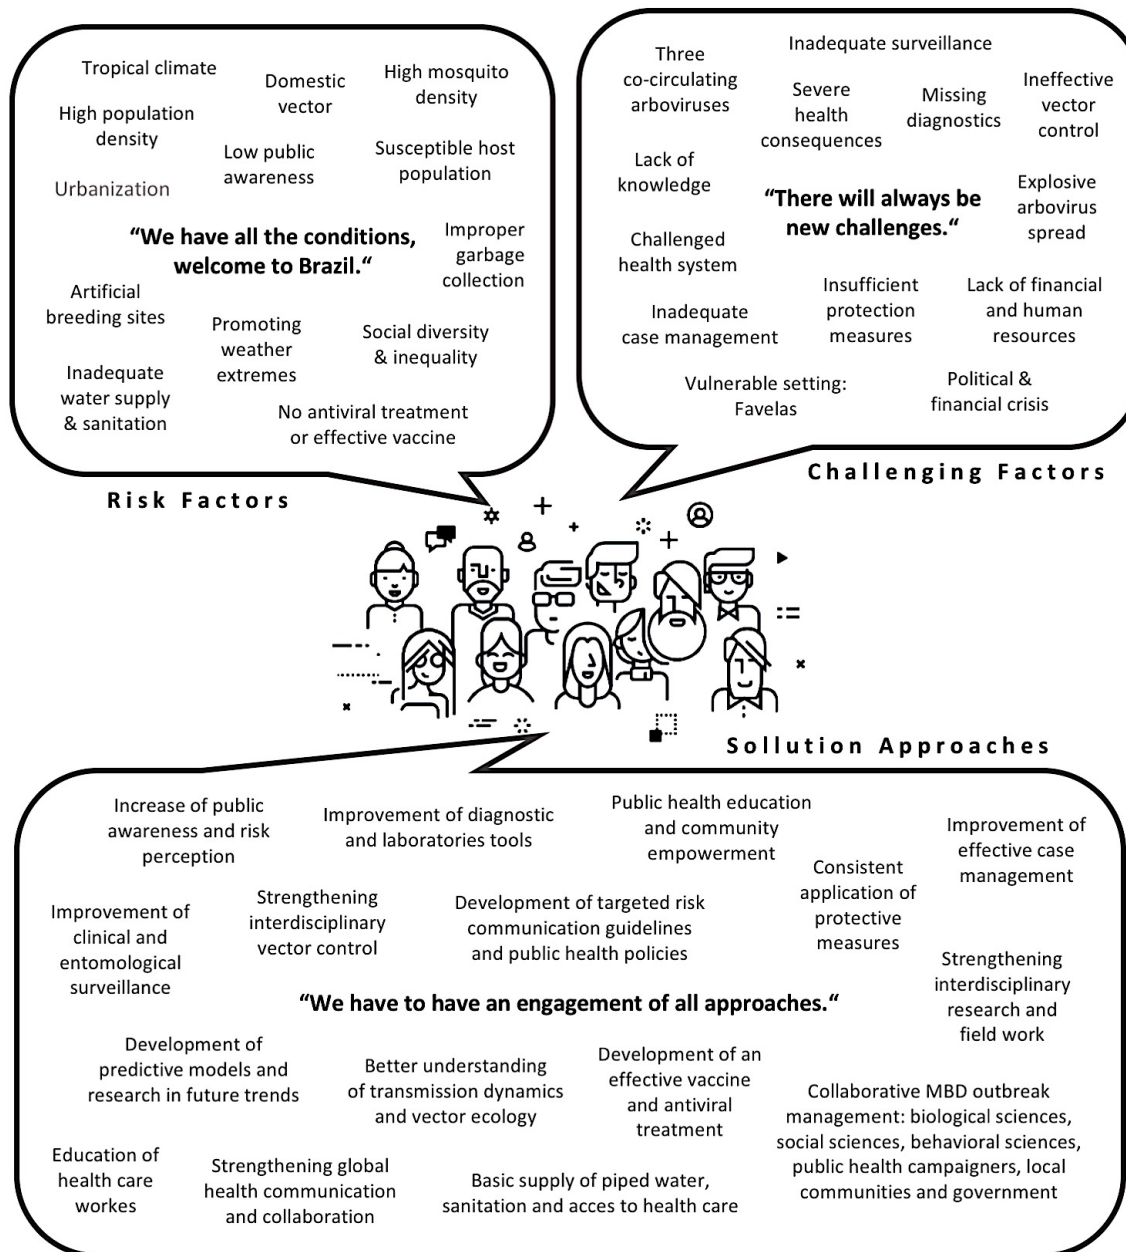 Tropical climate
Domestic
vector
High mosquito
density
High population
density
Low public
awareness
Susceptible host
population
Urbanization
“We have all the conditions,
welcome to Brazil.“
Improper
garbage
collection
Artificial
breeding sites
Promoting
weather
extremes
Social diversity
& inequality
Inadequate
water supply
& sanitation
No antiviral treatment
or effective vaccine
Risk Factors
Three
co-circulating
arboviruses
Inadequate surveillance
Severe
health
consequences
Missing
diagnostics
Ineffective
vector
control
Lack of
knowledge
“There will always be
new challenges.“
Explosive
arbovirus
spread
Challenged
health system
Inadequate
case management
Insufficient
protection
measures
Lack of financial
and human
resources
Vulnerable setting:
Favelas
Political &
financial crisis
Challenging Factors
Sollution Approaches
Increase of public
awareness and risk
perception
Improvement of diagnostic
and laboratories tools
Public health education
and community
empowerment
Improvement of
effective case
management
Improvement of
clinical and
entomological
surveillance
Strengthening
interdisciplinary
vector control
Development of targeted risk
communication guidelines
and public health policies
Consistent
application of
protective
measures
Strengthening
interdisciplinary
research and
field work
“We have to have an engagement of all approaches.“
Development of
predictive models and
research in future trends
Better understanding
of transmission dynamics
and vector ecology
Development of an
effective vaccine
and antiviral
treatment
Collaborative MBD outbreak
management: biological sciences,
social sciences, behavioral sciences,
public health campaigners, local
communities and government
Education of
health care
workes
Strengthening global
health communication
and collaboration
Basic supply of piped water,
sanitation and acces to health care